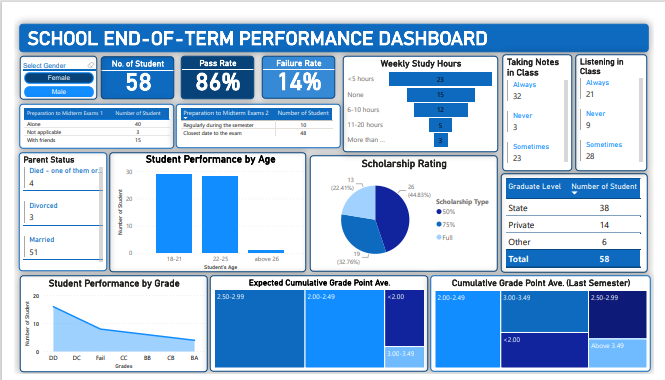 SCHOOL END-OF-TERM PERFORMANCE DASHBOARD
Select Gender
Female
Male
No. of Student
58
Pass Rate
86%
Failure Rate
14%
Preparation to Midterm Exams 1 Number of Student
Alone 40
Not applicable 3
With friends 15
Preparation to Midterm Exams 2 Number of Student
Regularly during the semester 10
Closest date to the exam 48
Weekly Study Hours
<5 hours 23
None 15
6-10 hours 12
11-20 hours 5
More than ... 3
Taking Notes
in Class
Always
32
Never
3
Sometimes
23
Listening in
Class
Always
21
Never
9
Sometimes
28
Parent Status
Died - one of them or...
4
Divorced
3
Married
51
Student Performance by Age
Number of Student
30
20
10
0
18-21 22-25 above 26
Student's Age
Scholarship Rating
13
(22.41%)
26
(44.83%)
19
(32.76%)
Scholarship Type
50%
75%
Full
Graduate Level Number of Student
State 38
Private 14
Other 6
Total 58
Student Performance by Grade
Number of Student
20
10
0
DD DC Fail CC BB CB BA
Grades
Expected Cumulative Grade Point Ave.
2.50-2.99
2.00-2.49
<2.00
3.00-3.49
Cumulative Grade Point Ave. (Last Semester)
2.00-2.49
3.00-3.49
2.50-2.99
<2.00
Above 3.49